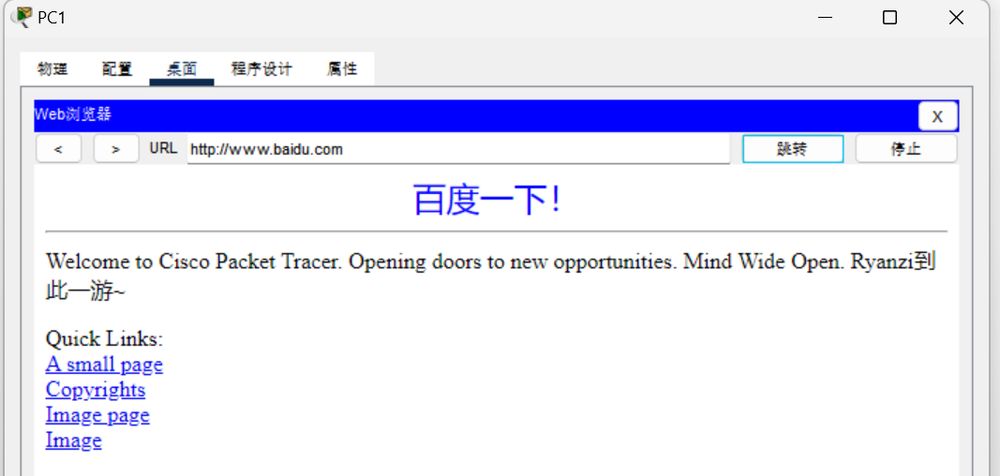 PC1
物理 配置 桌面 程序设计 属性
Web浏览器 X
< > URL http://www.baidu.com 跳转 停止
百度一下！
Welcome to Cisco Packet Tracer. Opening doors to new opportunities. Mind Wide Open. Ryanzi到
此一游~
Quick Links:
A small page
Copyrights
Image page
Image